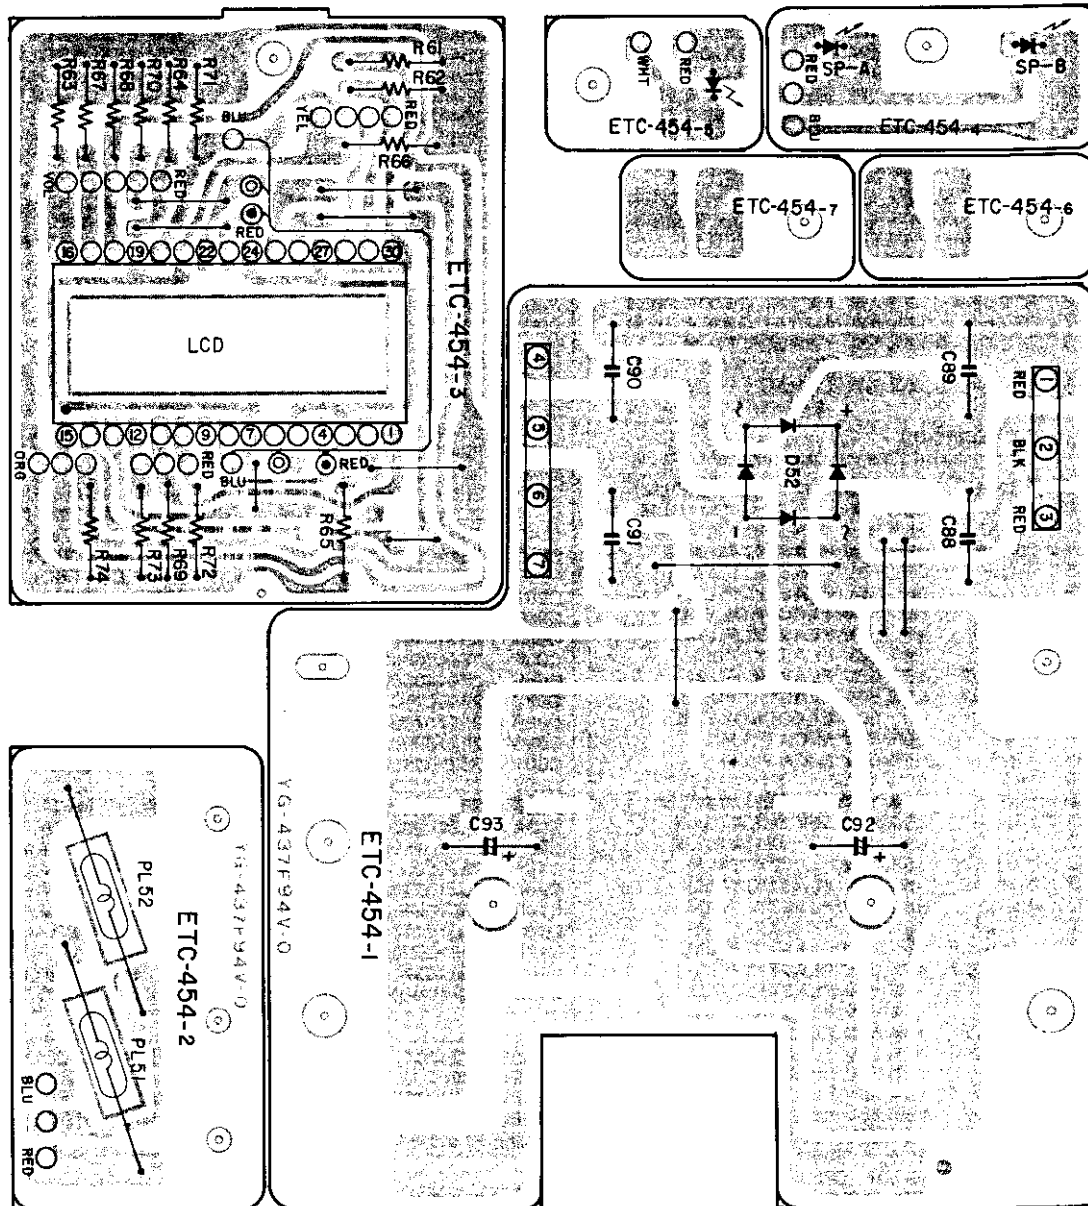 R61
R62
RED
YEL
R66
R63
R67
R68
R70
R64
R71
BLU
VOL
RED
RED
16
19
22
24
27
30
LCD
ETC-454-3
15
12
9
7
4
1
ORG
RED
BLU
RED
R74
R73
R69
R72
R65
WHT
RED
ETC-454-5
RED
SP-A
SP-B
BLU
ETC-454-4
ETC-454-7
ETC-454-6
4
5
6
7
C90
C91
~
+
D52
-
~
C89
C88
1
RED
2
BLK
3
RED
C93
+
C92
+
YG-437F94V-0
ETC-454-1
PL52
YG-437F94V-0
ETC-454-2
PL51
BLU
RED